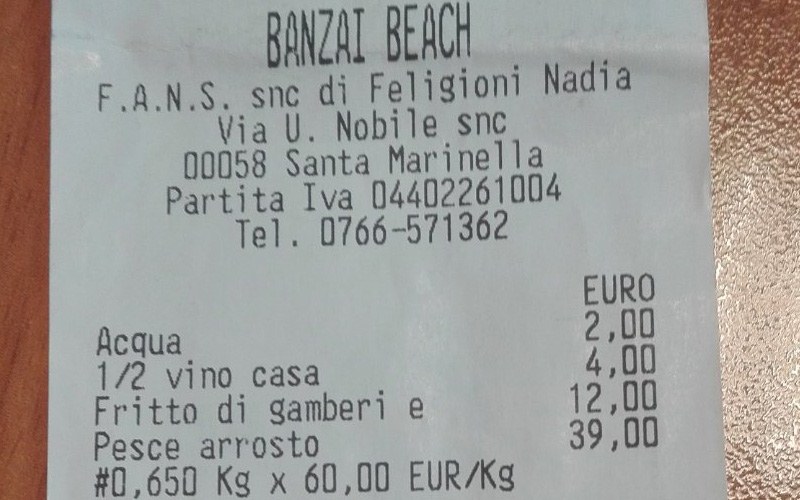 BANZAI BEACH
F.A.N.S. snc di Feligioni Nadia
Via U. Nobile snc
00058 Santa Marinella
Partita Iva 04402261004
Tel. 0766-571362
EURO
Acqua 2,00
1/2 vino casa 4,00
Fritto di gamberi e 12,00
Pesce arrosto 39,00
#0,650 Kg x 60,00 EUR/Kg